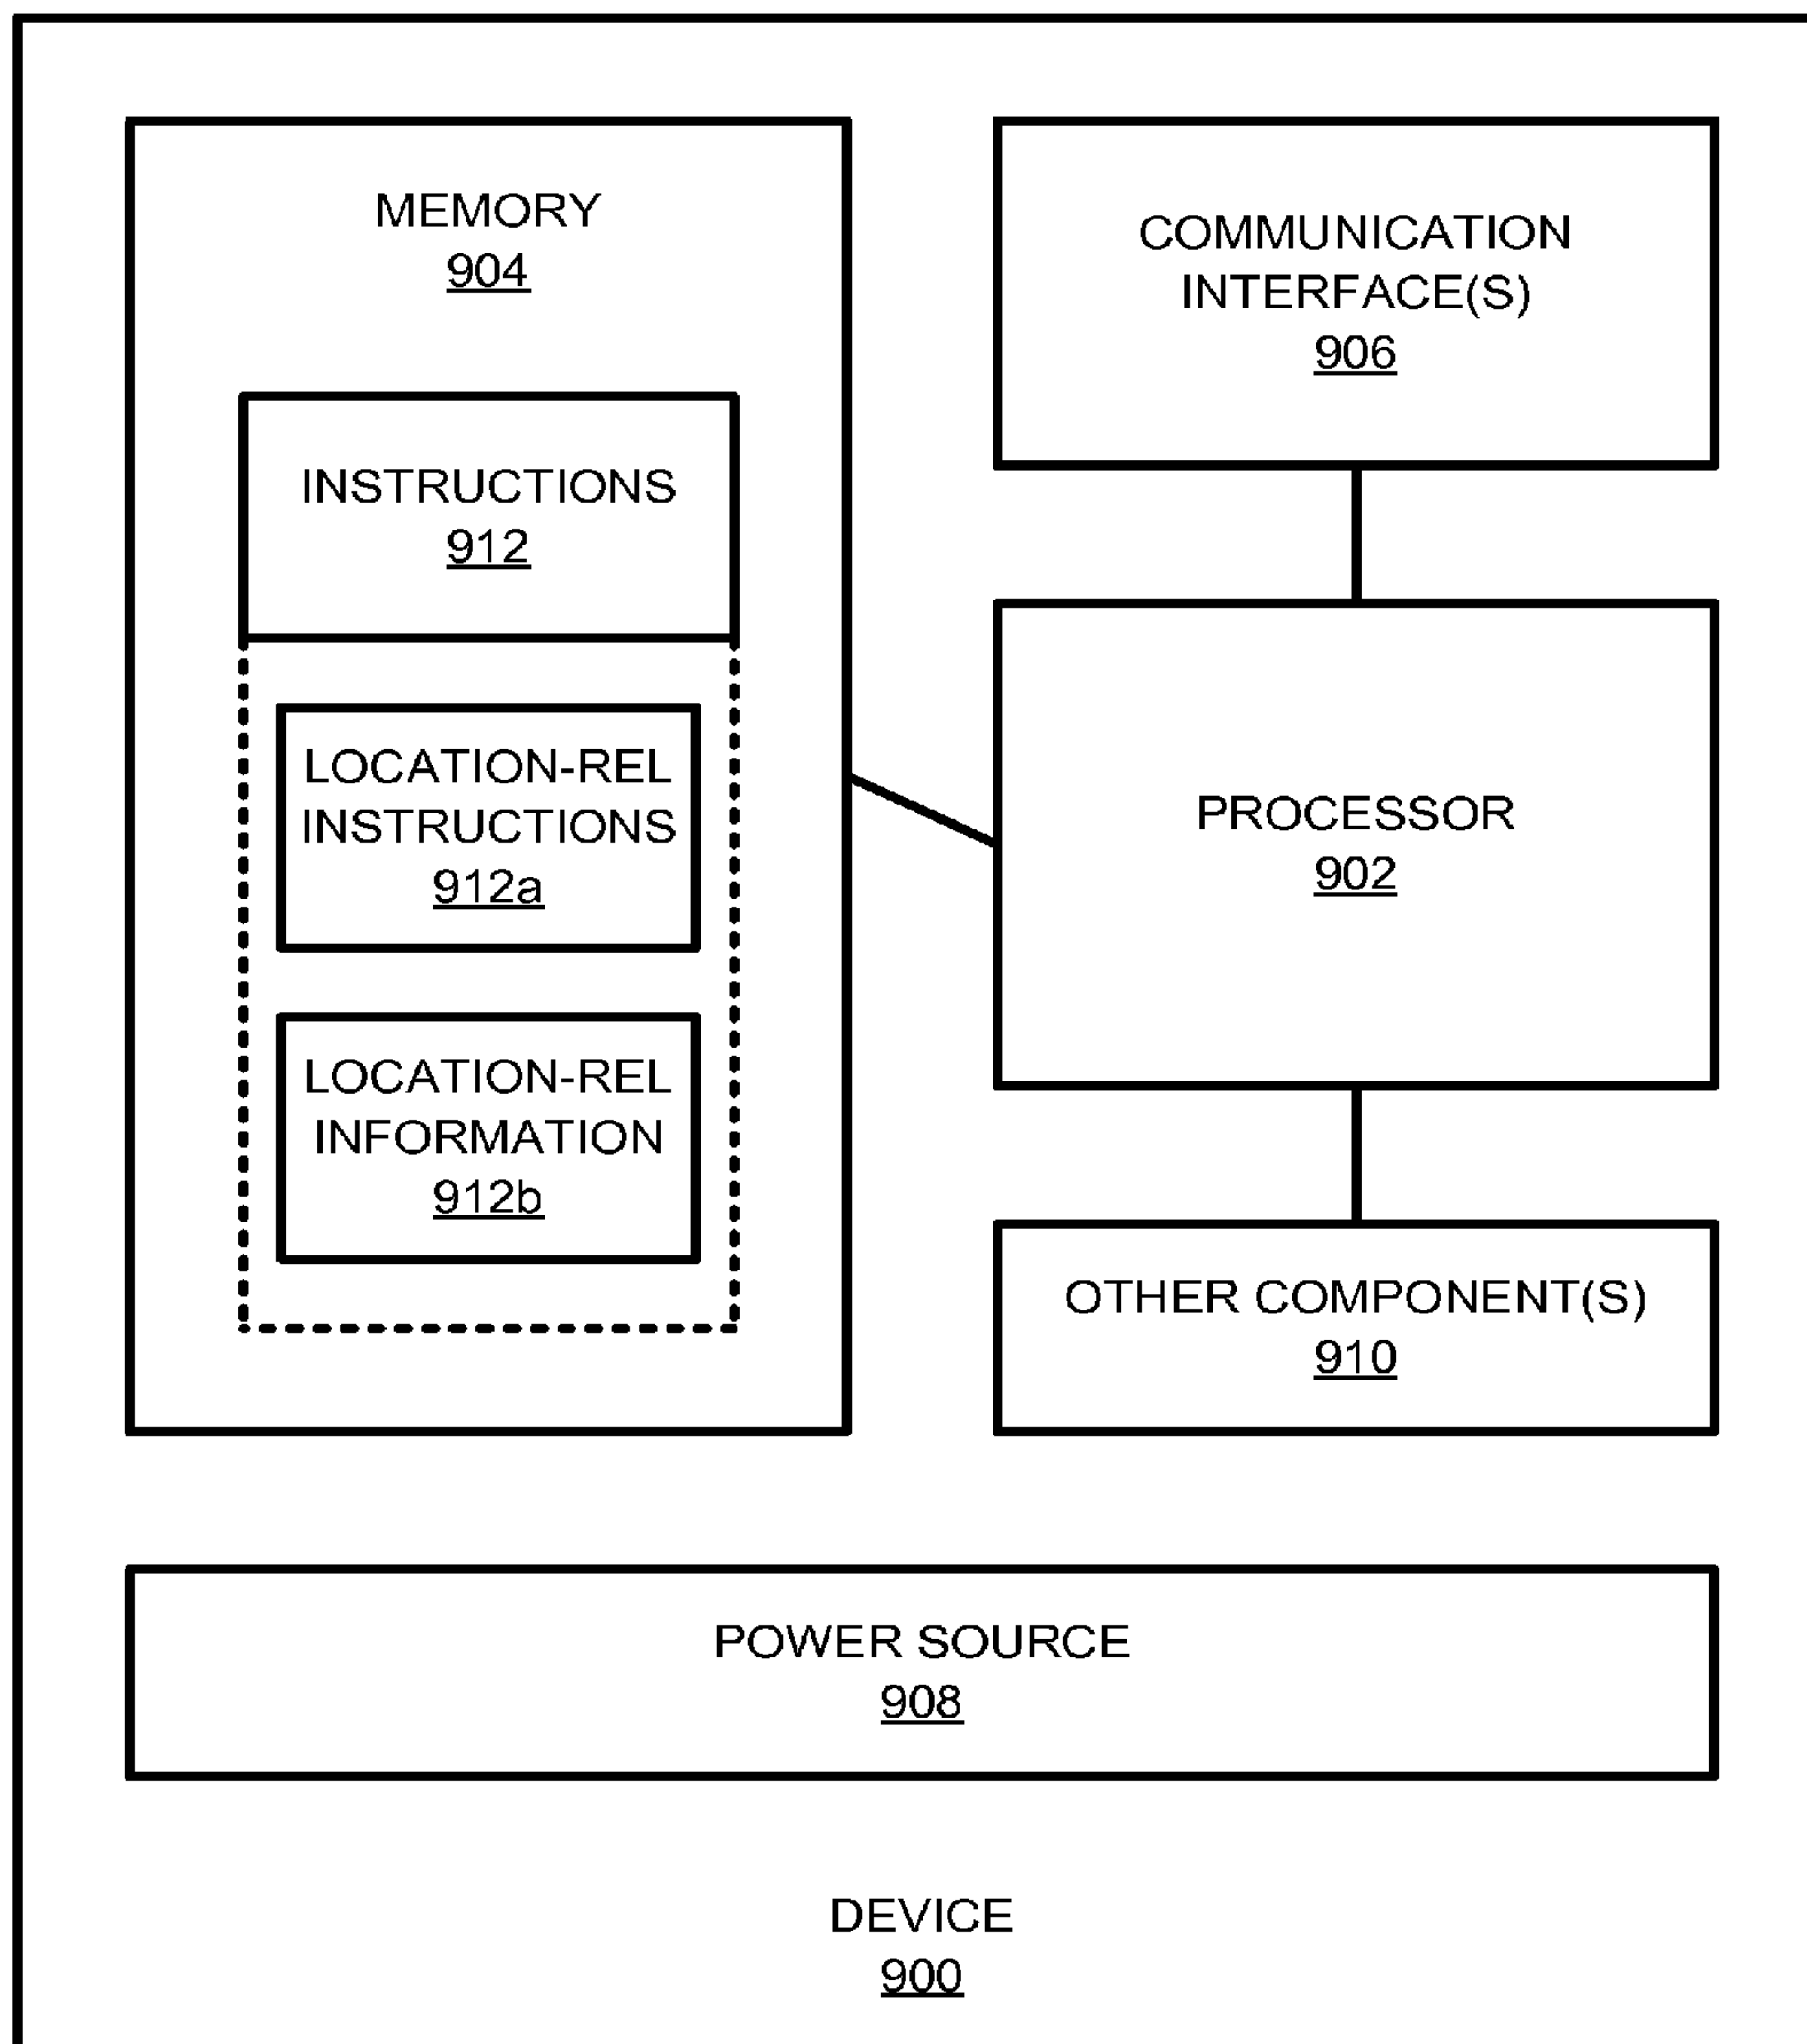 MEMORY
904
INSTRUCTIONS
912
LOCATION-REL
INSTRUCTIONS
912a
LOCATION-REL
INFORMATION
912b
COMMUNICATION
INTERFACE(S)
906
PROCESSOR
902
OTHER COMPONENT(S)
910
POWER SOURCE
908
DEVICE
900